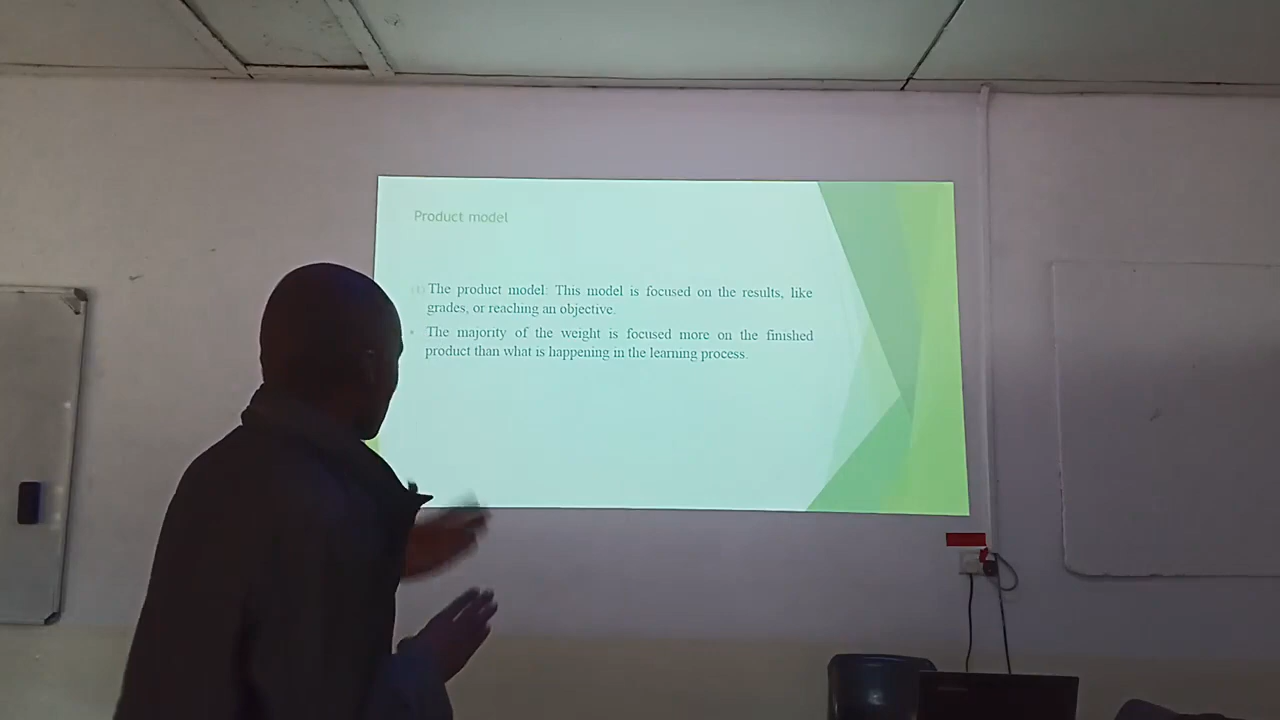 Product model
The product model: This model is focused on the results, like
grades, or reaching an objective.
The majority of the weight is focused more on the finished
product than what is happening in the learning process.